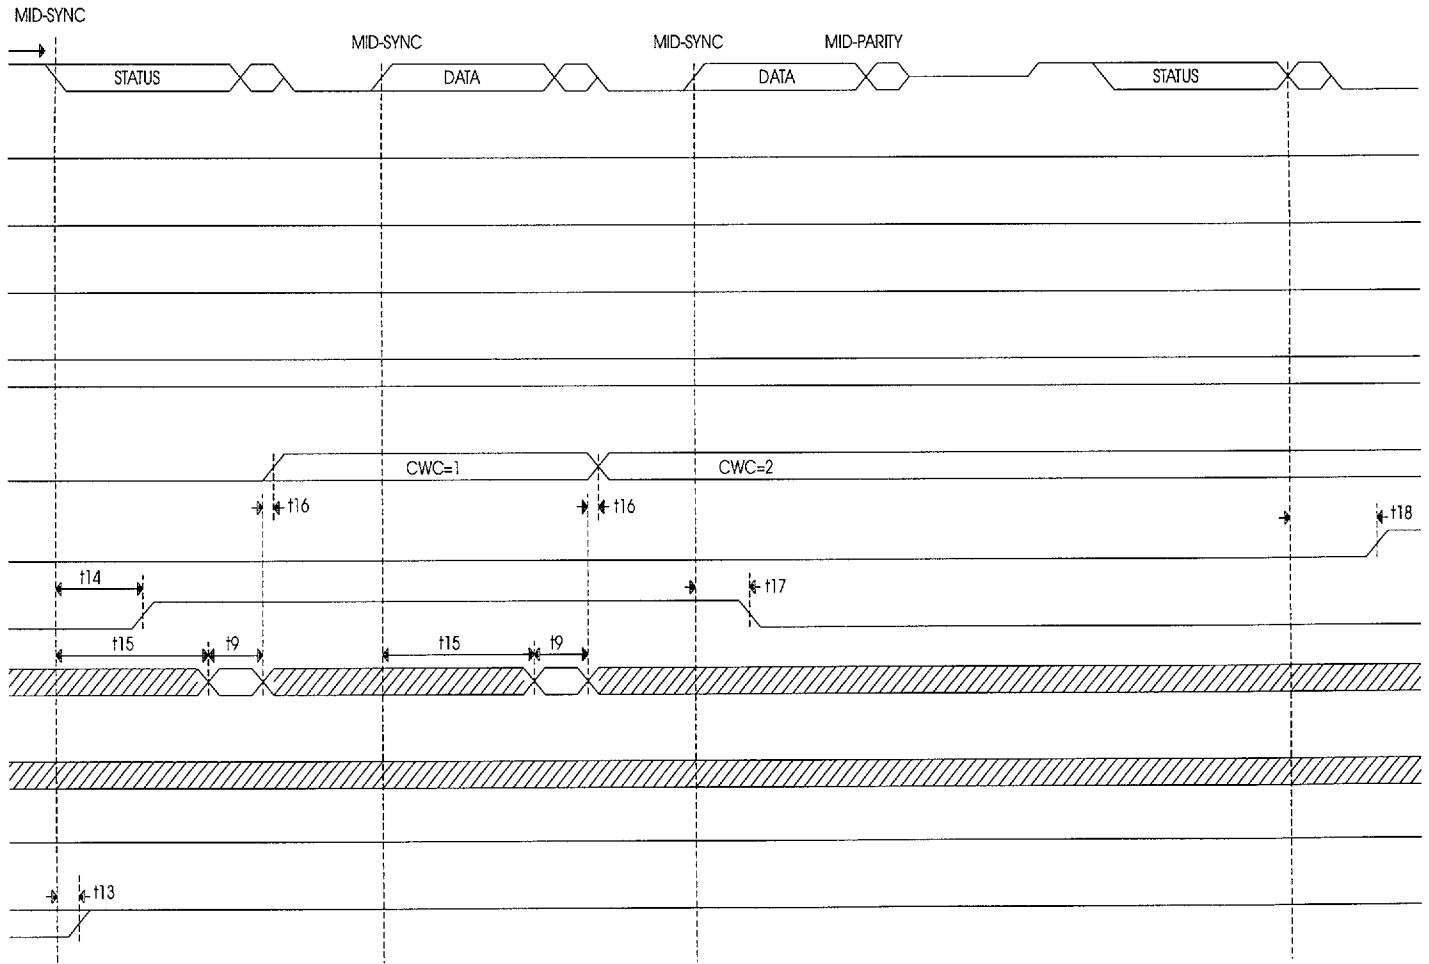 MID-SYNC
MID-SYNC
MID-SYNC
MID-PARITY
STATUS
DATA
DATA
STATUS
CWC=1
CWC=2
t16
t16
t18
t14
t17
t15
t9
t15
t9
t13